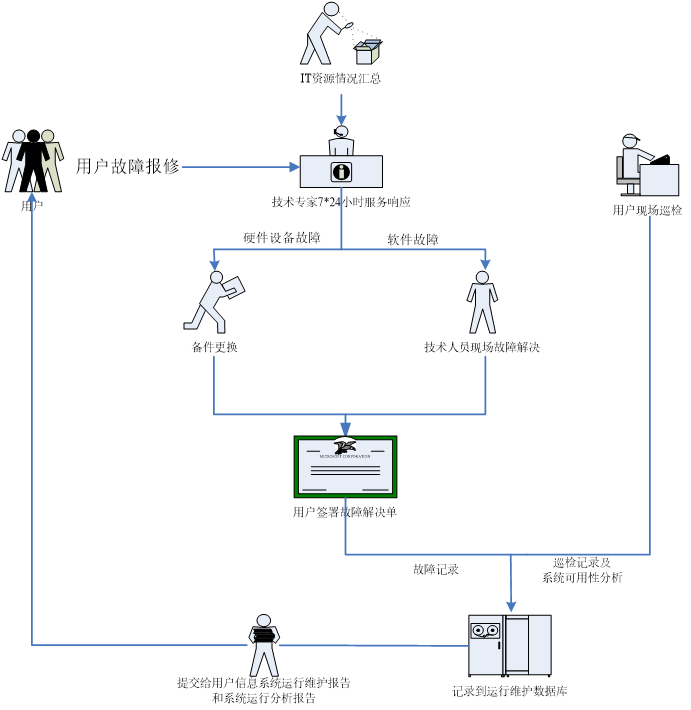 IT资源情况汇总
用户故障报修
用户
技术专家7*24小时服务响应
用户现场巡检
硬件设备故障
软件故障
备件更换
技术人员现场故障解决
MICROSOFT CORPORATION
用户签署故障解决单
故障记录
巡检记录及
系统可用性分析
提交给用户信息系统运行维护报告
和系统运行分析报告
记录到运行维护数据库